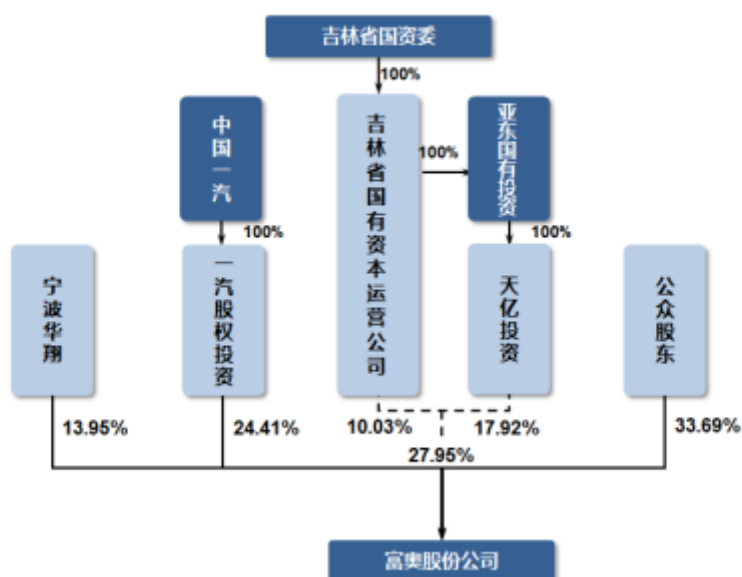 吉林省国资委
100%
中国一汽
吉林省国有资本运营公司
100%
亚东国有投资
100%
100%
宁波华翔
一汽股权投资
天亿投资
公众股东
13.95%
24.41%
10.03%
17.92%
33.69%
27.95%
富奥股份公司